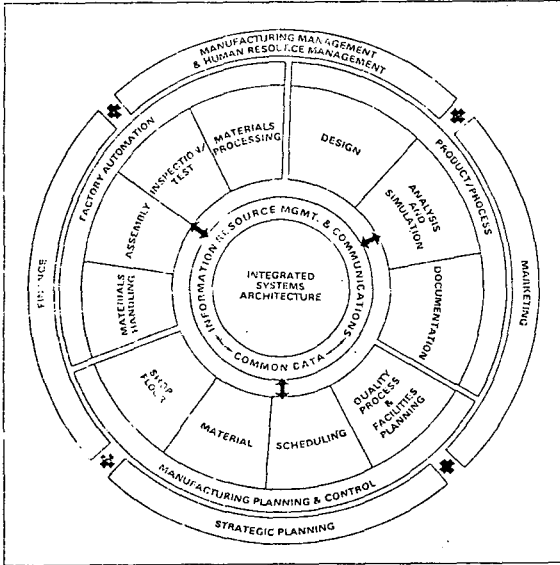 MANUFACTURING MANAGEMENT
& HUMAN RESOURCE MANAGEMENT
FACTORY AUTOMATION
MATERIALS
PROCESSING
INSPECTION/
TEST
ASSEMBLY
MATERIALS
HANDLING
DESIGN
ANALYSIS
AND
SIMULATION
DOCUMENTATION
PRODUCT/PROCESS
MARKETING
FINANCE
INFORMATION RESOURCE MGMT. & COMMUNICATIONS
INTEGRATED
SYSTEMS
ARCHITECTURE
COMMON DATA
SHOP
FLOOR
MATERIAL
SCHEDULING
QUALITY
PROCESS
&
FACILITIES
PLANNING
MANUFACTURING PLANNING & CONTROL
STRATEGIC PLANNING